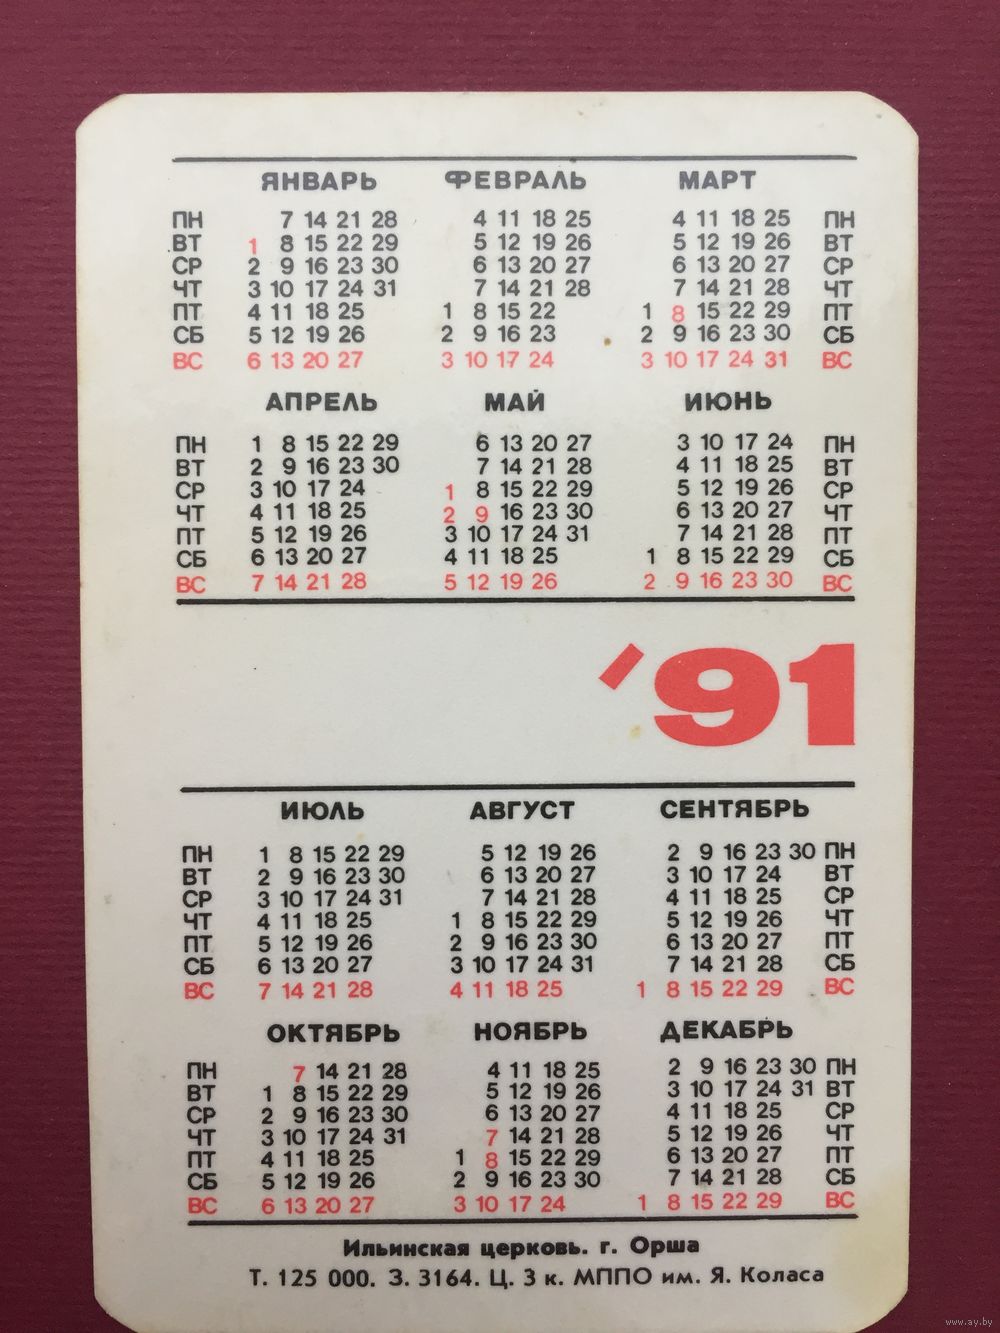 ЯНВАРЬ ФЕВРАЛЬ МАРТ
ПН 7 14 21 28 4 11 18 25 4 11 18 25 ПН
ВТ 1 8 15 22 29 5 12 19 26 5 12 19 26 ВТ
СР 2 9 16 23 30 6 13 20 27 6 13 20 27 СР
ЧТ 3 10 17 24 31 7 14 21 28 7 14 21 28 ЧТ
ПТ 4 11 18 25 1 8 15 22 1 8 15 22 29 ПТ
СБ 5 12 19 26 2 9 16 23 2 9 16 23 30 СБ
ВС 6 13 20 27 3 10 17 24 3 10 17 24 31 ВС
АПРЕЛЬ МАЙ ИЮНЬ
ПН 1 8 15 22 29 6 13 20 27 3 10 17 24 ПН
ВТ 2 9 16 23 30 7 14 21 28 4 11 18 25 ВТ
СР 3 10 17 24 1 8 15 22 29 5 12 19 26 СР
ЧТ 4 11 18 25 2 9 16 23 30 6 13 20 27 ЧТ
ПТ 5 12 19 26 3 10 17 24 31 7 14 21 28 ПТ
СБ 6 13 20 27 4 11 18 25 1 8 15 22 29 СБ
ВС 7 14 21 28 5 12 19 26 2 9 16 23 30 ВС
'91
ИЮЛЬ АВГУСТ СЕНТЯБРЬ
ПН 1 8 15 22 29 5 12 19 26 2 9 16 23 30 ПН
ВТ 2 9 16 23 30 6 13 20 27 3 10 17 24 ВТ
СР 3 10 17 24 31 7 14 21 28 4 11 18 25 СР
ЧТ 4 11 18 25 1 8 15 22 29 5 12 19 26 ЧТ
ПТ 5 12 19 26 2 9 16 23 30 6 13 20 27 ПТ
СБ 6 13 20 27 3 10 17 24 31 7 14 21 28 СБ
ВС 7 14 21 28 4 11 18 25 1 8 15 22 29 ВС
ОКТЯБРЬ НОЯБРЬ ДЕКАБРЬ
ПН 7 14 21 28 4 11 18 25 2 9 16 23 30 ПН
ВТ 1 8 15 22 29 5 12 19 26 3 10 17 24 31 ВТ
СР 2 9 16 23 30 6 13 20 27 4 11 18 25 СР
ЧТ 3 10 17 24 31 7 14 21 28 5 12 19 26 ЧТ
ПТ 4 11 18 25 1 8 15 22 29 6 13 20 27 ПТ
СБ 5 12 19 26 2 9 16 23 30 7 14 21 28 СБ
ВС 6 13 20 27 3 10 17 24 1 8 15 22 29 ВС
Ильинская церковь. г. Орша
Т. 125 000. З. 3164. Ц. 3 к. МППО им. Я. Коласа
www.ay.by